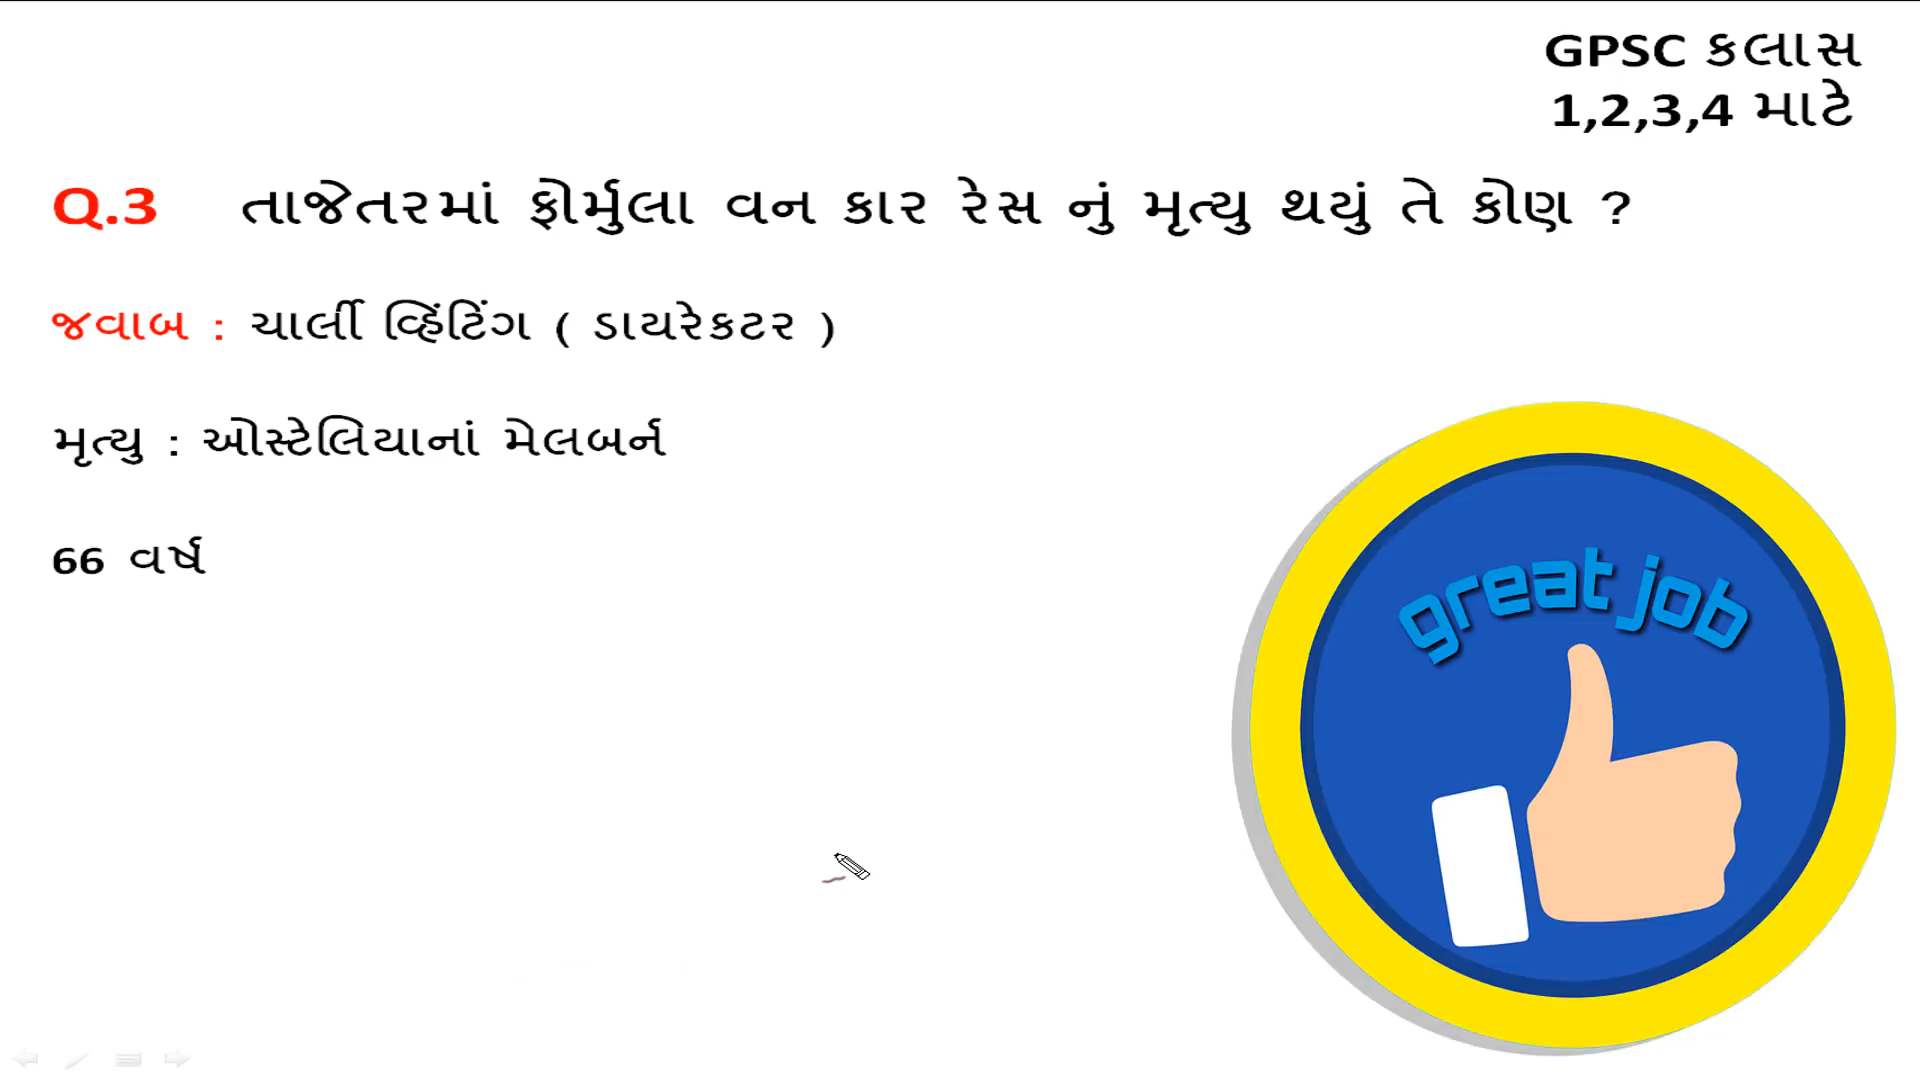 GPSC કલાસ
1,2,3,4 માટે
Q.3 તાજેતરમાં ફોર્મુલા વન કાર રેસ નું મૃત્યુ થયું તે કોણ ?
જવાબ : ચાર્લી વ્હિંટિંગ ( ડાયરેકટર )
મૃત્યુ : ઓસ્ટેલિયાનાં મેલબર્ન
66 વર્ષ
great job